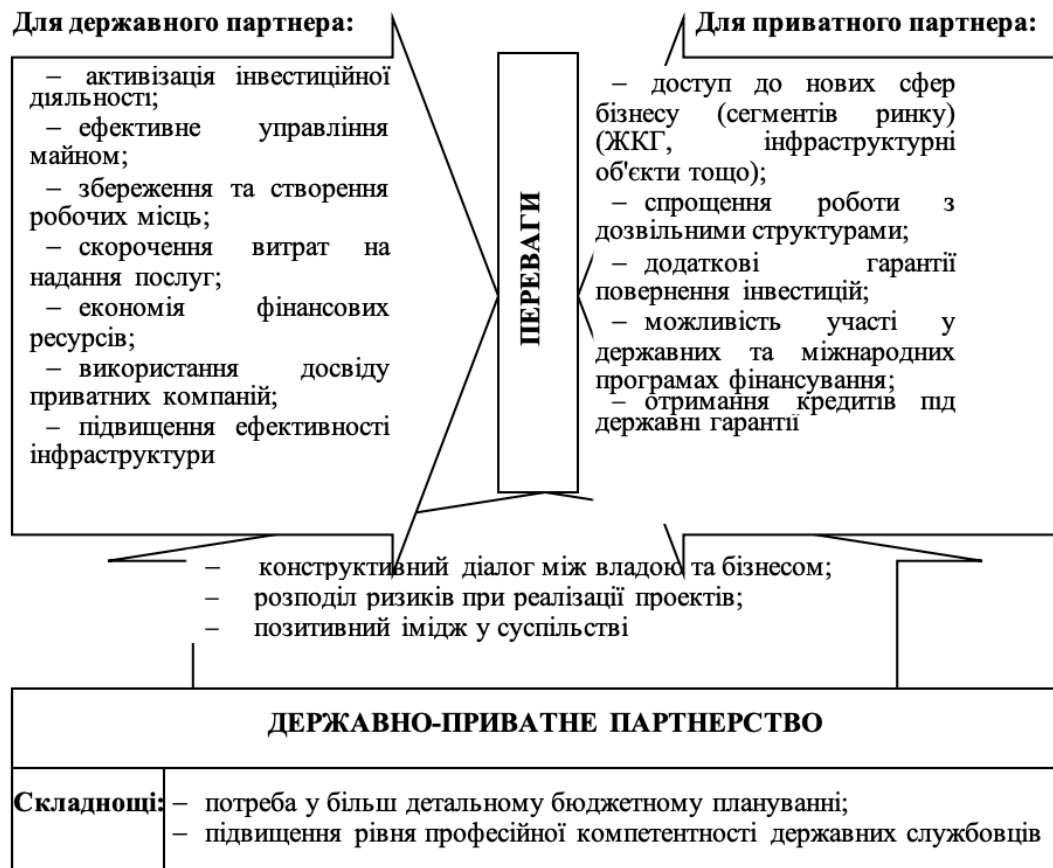 Для державного партнера:
– активізація інвестиційної
діяльності;
– ефективне управління
майном;
– збереження та створення
робочих місць;
– скорочення витрат на
надання послуг;
– економія фінансових
ресурсів;
– використання досвіду
приватних компаній;
– підвищення ефективності
інфраструктури
ПЕРЕВАГИ
Для приватного партнера:
– доступ до нових сфер
бізнесу (сегментів ринку)
(ЖКГ, інфраструктурні
об'єкти тощо);
– спрощення роботи з
дозвільними структурами;
– додаткові гарантії
повернення інвестицій;
– можливість участі у
державних та міжнародних
програмах фінансування;
– отримання кредитів під
державні гарантії
– конструктивний діалог між владою та бізнесом;
– розподіл ризиків при реалізації проектів;
– позитивний імідж у суспільстві
ДЕРЖАВНО-ПРИВАТНЕ ПАРТНЕРСТВО
Складнощі:
– потреба у більш детальному бюджетному плануванні;
– підвищення рівня професійної компетентності державних службовців